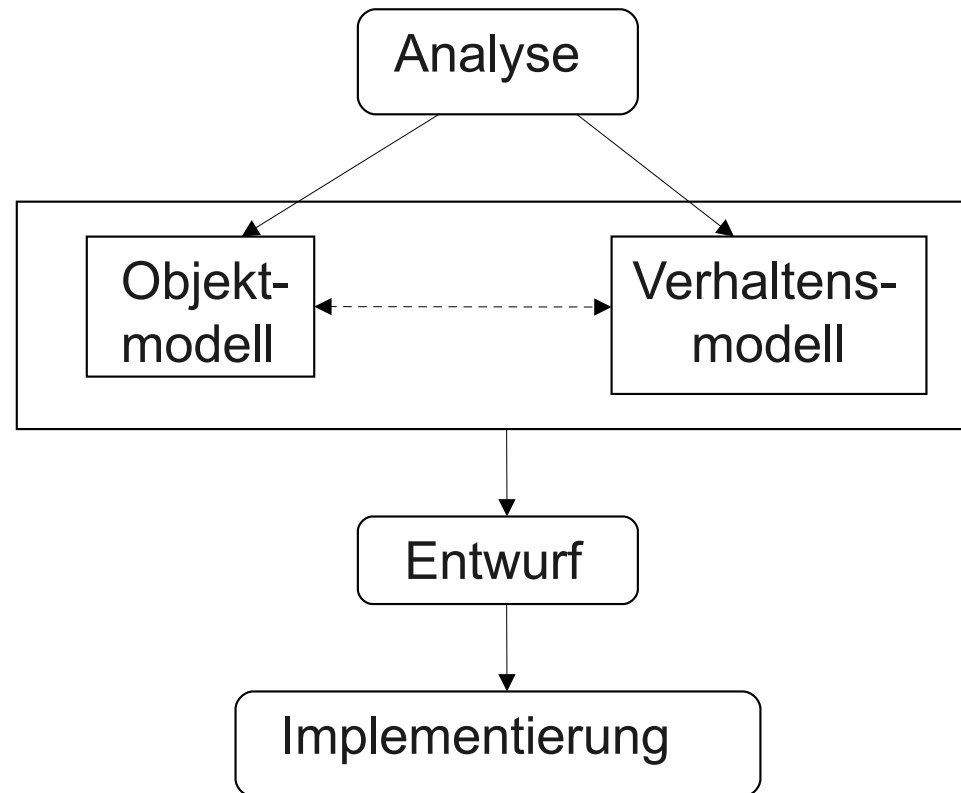 Analyse
Objekt-
modell
Verhaltens-
modell
Entwurf
Implementierung